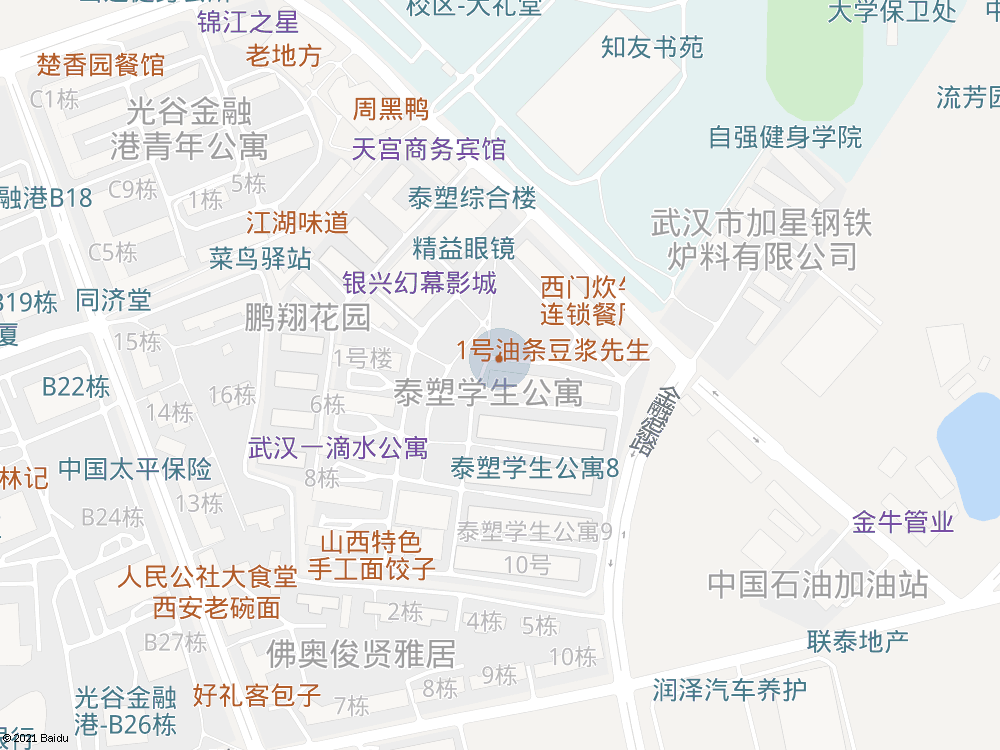 校区-大礼堂
大学保卫处
锦江之星
知友书苑
老地方
楚香园餐馆
C1栋
流芳园
周黑鸭
光谷金融
港青年公寓
自强健身学院
天宫商务宾馆
5栋
C9栋
1栋
融港B18
泰塑综合楼
江湖味道
武汉市加星钢铁
炉料有限公司
精益眼镜
C5栋
菜鸟驿站
银兴幻幕影城
西门炊
连锁餐
B19栋
同济堂
厦
鹏翔花园
15栋
1号楼
1号油条豆浆先生
B22栋
16栋
泰塑学生公寓
6栋
14栋
金融港路
武汉一滴水公寓
林记
中国太平保险
8栋
泰塑学生公寓8
13栋
B24栋
金牛管业
泰塑学生公寓9
山西特色
手工面饺子
10号
人民公社大食堂
中国石油加油站
西安老碗面
2栋
4栋
5栋
B27栋
联泰地产
佛奥俊贤雅居
10栋
9栋
8栋
润泽汽车养护
光谷金融
港-B26栋
好礼客包子
7栋
银行
© 2021 Baidu